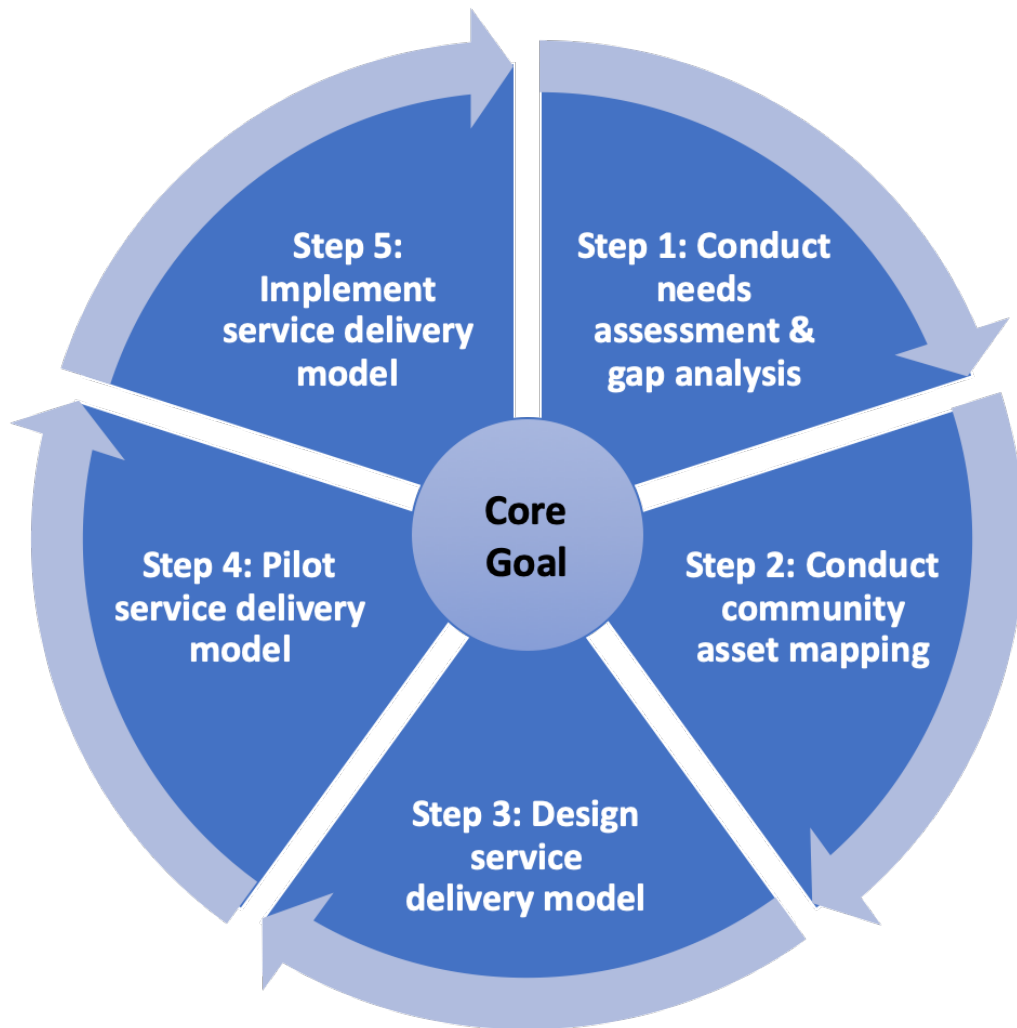 Step 1: Conduct
needs
assessment &
gap analysis
Step 2: Conduct
community
asset mapping
Step 3: Design
service
delivery model
Step 4: Pilot
service delivery
model
Step 5:
Implement
service delivery
model
Core
Goal